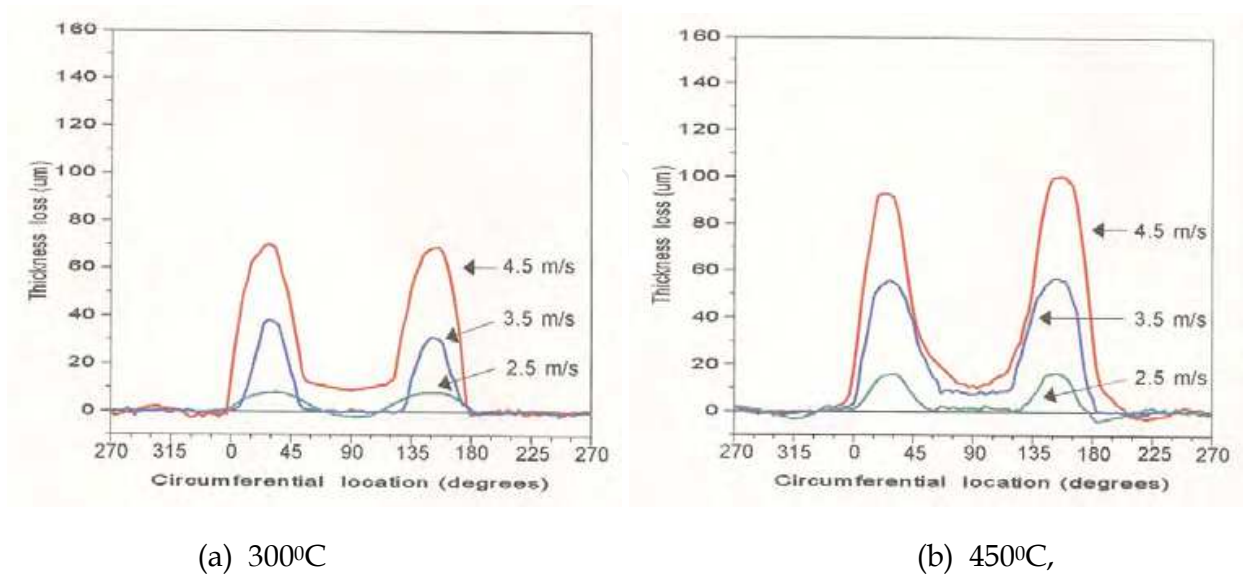 160
140
120
100
80
60
40
20
0
Thickness loss (um)
4.5 m/s
3.5 m/s
2.5 m/s
270 315 0 45 90 135 180 225 270
Circumferential location (degrees)
(a) 300⁰C
160
140
120
100
80
60
40
20
0
Thickness loss (um)
4.5 m/s
3.5 m/s
2.5 m/s
270 315 0 45 90 135 180 225 270
Circumferential location (degrees)
(b) 450⁰C,